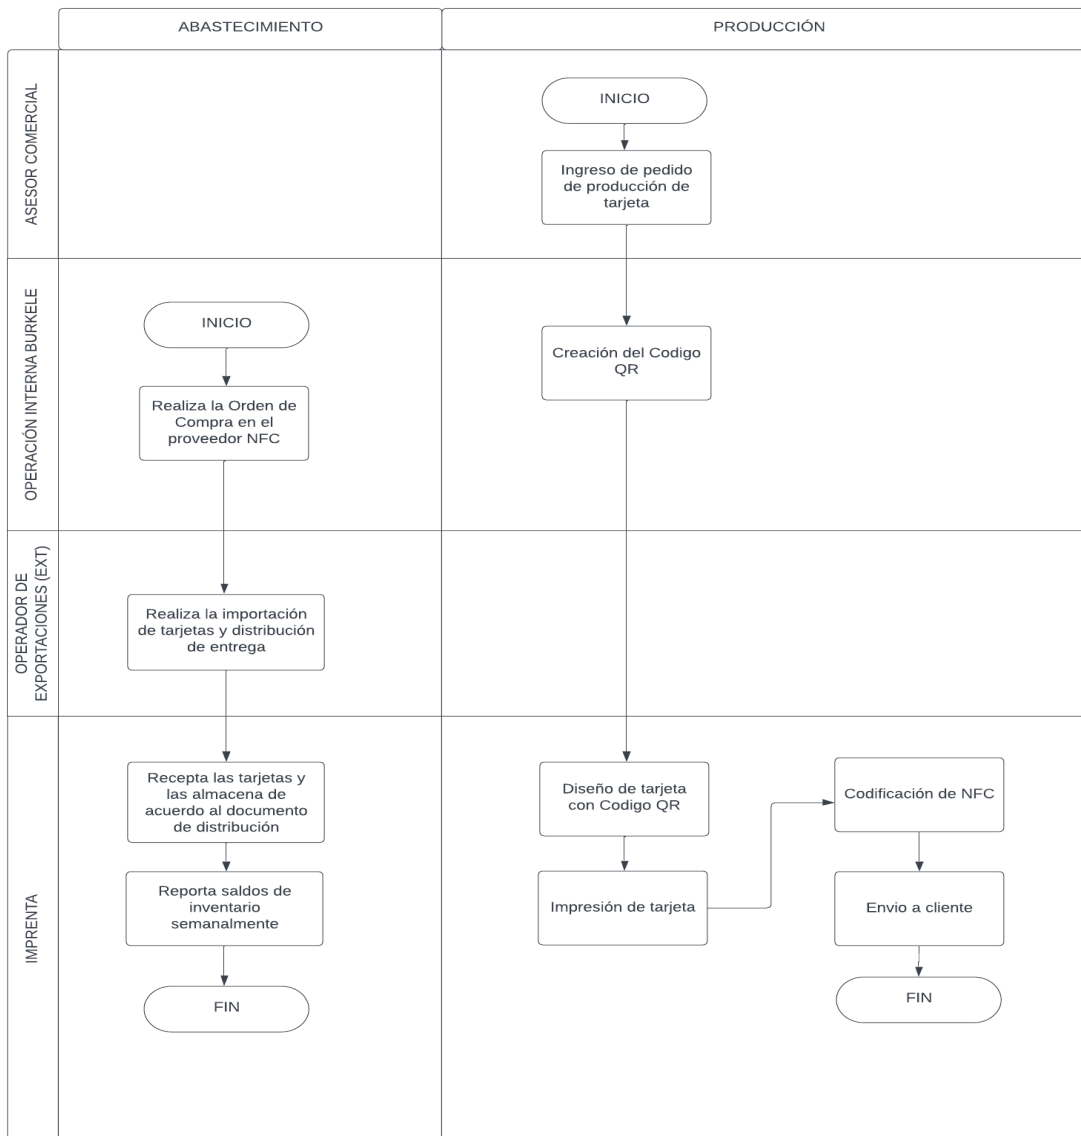 ABASTECIMIENTO
PRODUCCIÓN
ASESOR COMERCIAL
INICIO
Ingreso de pedido
de producción de
tarjeta
OPERACIÓN INTERNA BURKELE
INICIO
Realiza la Orden de
Compra en el
proveedor NFC
Creación del Codigo
QR
OPERADOR DE
EXPORTACIONES (EXT)
Realiza la importación
de tarjetas y distribución
de entrega
IMPRENTA
Recepta las tarjetas y
las almacena de
acuerdo al documento
de distribución
Reporta saldos de
inventario
semanalmente
FIN
Diseño de tarjeta
con Codigo QR
Impresión de tarjeta
Codificación de NFC
Envio a cliente
FIN